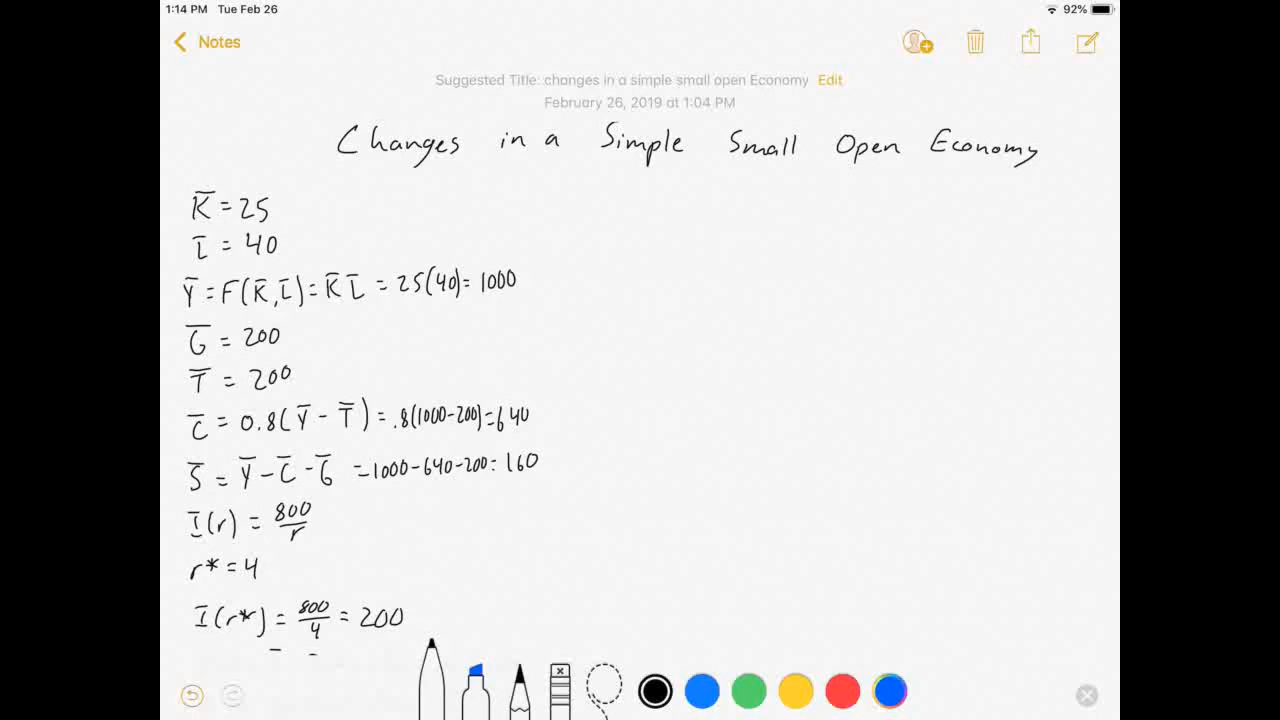 1:14 PM Tue Feb 26 92%
Notes
Suggested Title: changes in a simple small open Economy Edit
February 26, 2019 at 1:04 PM
Changes in a Simple Small Open Economy
K̅ = 25
L̅ = 40
Y̅ = F(K̅, L̅) = K̅ L̅ = 25(40) = 1000
G̅ = 200
T̅ = 200
C̅ = 0.8(Y̅ - T̅) = .8(1000-200) = 640
S̅ = Y̅ - C̅ - G̅ = 1000 - 640 - 200 = 160
I(r) = 800/r
r* = 4
I(r*) = 800/4 = 200